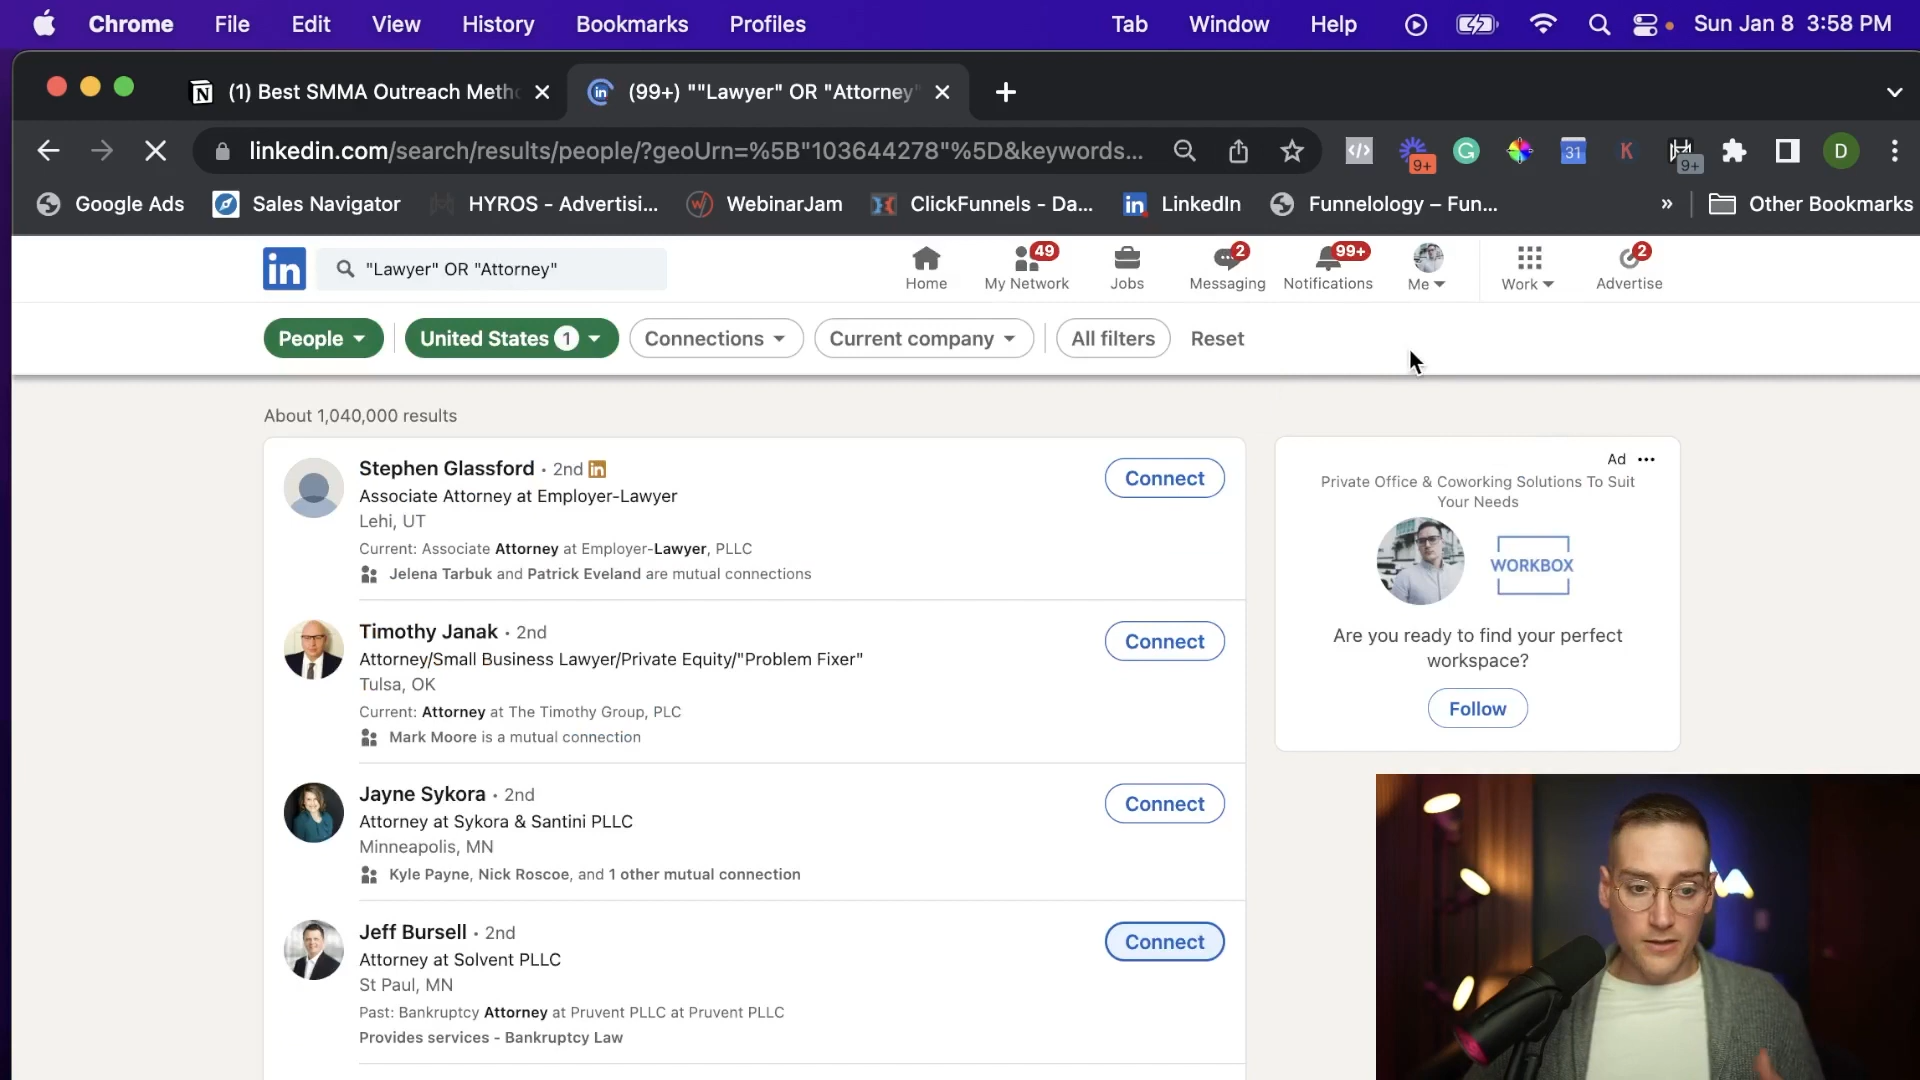 Chrome File Edit View History Bookmarks Profiles Tab Window Help Sun Jan 8 3:58 PM
(1) Best SMMA Outreach Meth
(99+) ""Lawyer" OR "Attorney"
linkedin.com/search/results/people/?geoUrn=%5B"103644278"%5D&keywords...
9+
G
31
K
9+
D
Google Ads
Sales Navigator
HYROS - Advertisi...
WebinarJam
ClickFunnels - Da...
in LinkedIn
Funnelology – Fun...
»
Other Bookmarks
in
"Lawyer" OR "Attorney"
Home
49
My Network
Jobs
2
Messaging
99+
Notifications
Me
Work
2
Advertise
People
United States 1
Connections
Current company
All filters
Reset
About 1,040,000 results
Stephen Glassford • 2nd in
Associate Attorney at Employer-Lawyer
Lehi, UT
Current: Associate Attorney at Employer-Lawyer, PLLC
Jelena Tarbuk and Patrick Eveland are mutual connections
Connect
Timothy Janak • 2nd
Attorney/Small Business Lawyer/Private Equity/"Problem Fixer"
Tulsa, OK
Current: Attorney at The Timothy Group, PLC
Mark Moore is a mutual connection
Connect
Jayne Sykora • 2nd
Attorney at Sykora & Santini PLLC
Minneapolis, MN
Kyle Payne, Nick Roscoe, and 1 other mutual connection
Connect
Jeff Bursell • 2nd
Attorney at Solvent PLLC
St Paul, MN
Past: Bankruptcy Attorney at Pruvent PLLC at Pruvent PLLC
Provides services - Bankruptcy Law
Connect
Ad
Private Office & Coworking Solutions To Suit
Your Needs
WORKBOX
Are you ready to find your perfect
workspace?
Follow